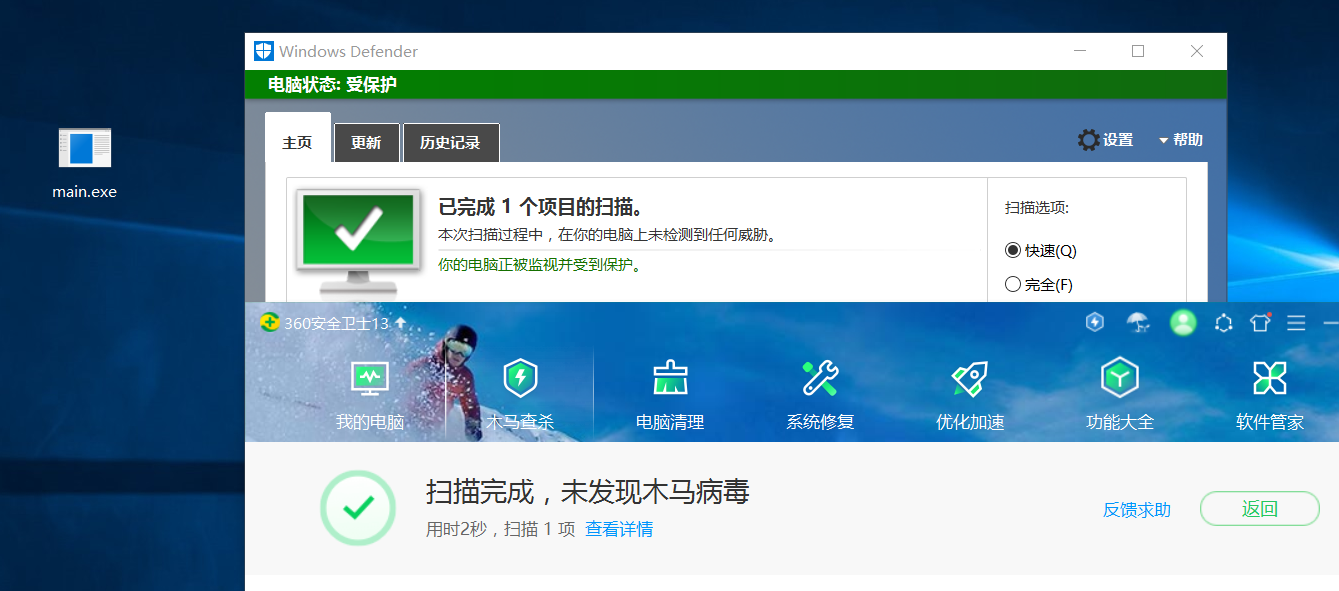 Windows Defender
电脑状态: 受保护
主页
更新
历史记录
设置
帮助
main.exe
已完成 1 个项目的扫描。
本次扫描过程中，在你的电脑上未检测到任何威胁。
你的电脑正被监视并受到保护。
扫描选项:
快速(Q)
完全(F)
360安全卫士13
我的电脑
木马查杀
电脑清理
系统修复
优化加速
功能大全
软件管家
扫描完成，未发现木马病毒
用时2秒，扫描 1 项 查看详情
反馈求助
返回